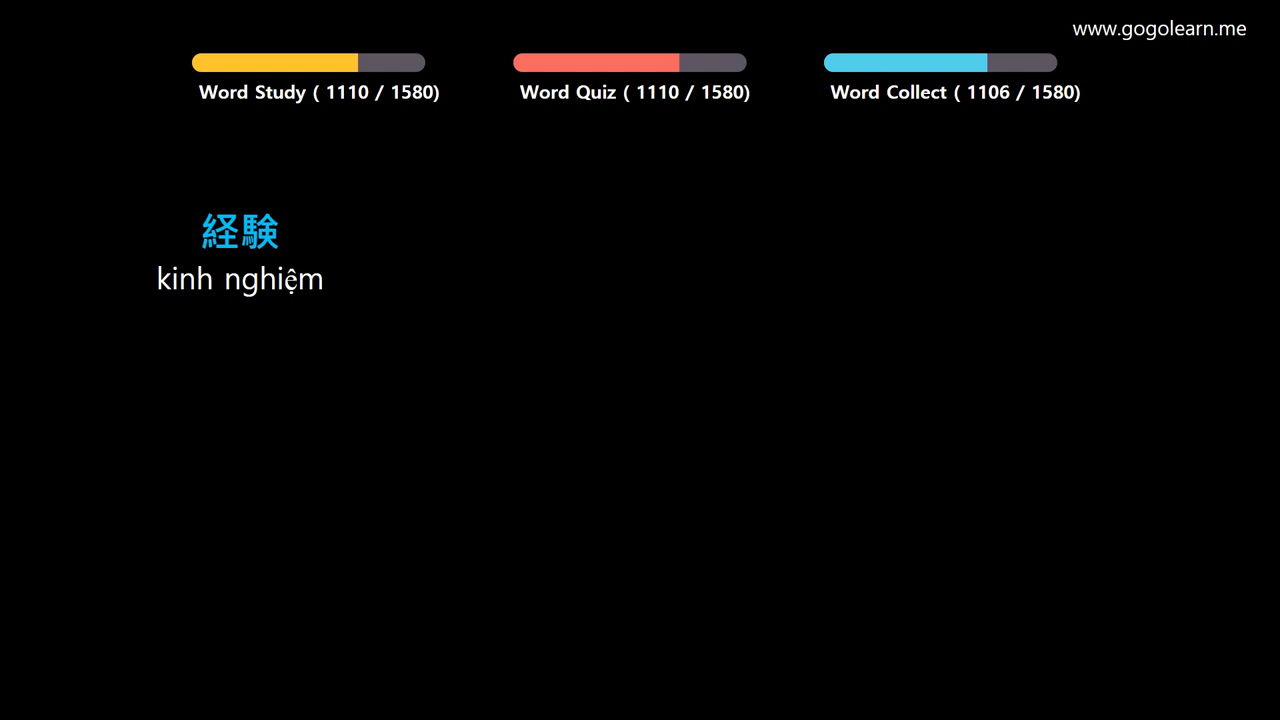 www.gogolearn.me
Word Study ( 1110 / 1580)
Word Quiz ( 1110 / 1580)
Word Collect ( 1106 / 1580)
経験
kinh nghiệm